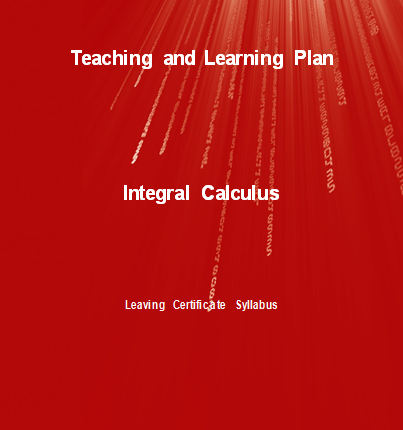 Teaching and Learning Plan
Integral Calculus
Leaving Certificate Syllabus